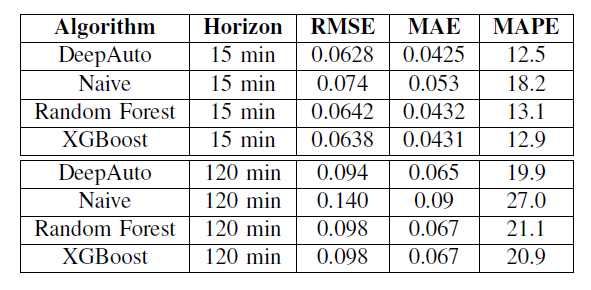 Algorithm Horizon RMSE MAE MAPE
DeepAuto 15 min 0.0628 0.0425 12.5
Naive 15 min 0.074 0.053 18.2
Random Forest 15 min 0.0642 0.0432 13.1
XGBoost 15 min 0.0638 0.0431 12.9
DeepAuto 120 min 0.094 0.065 19.9
Naive 120 min 0.140 0.09 27.0
Random Forest 120 min 0.098 0.067 21.1
XGBoost 120 min 0.098 0.067 20.9